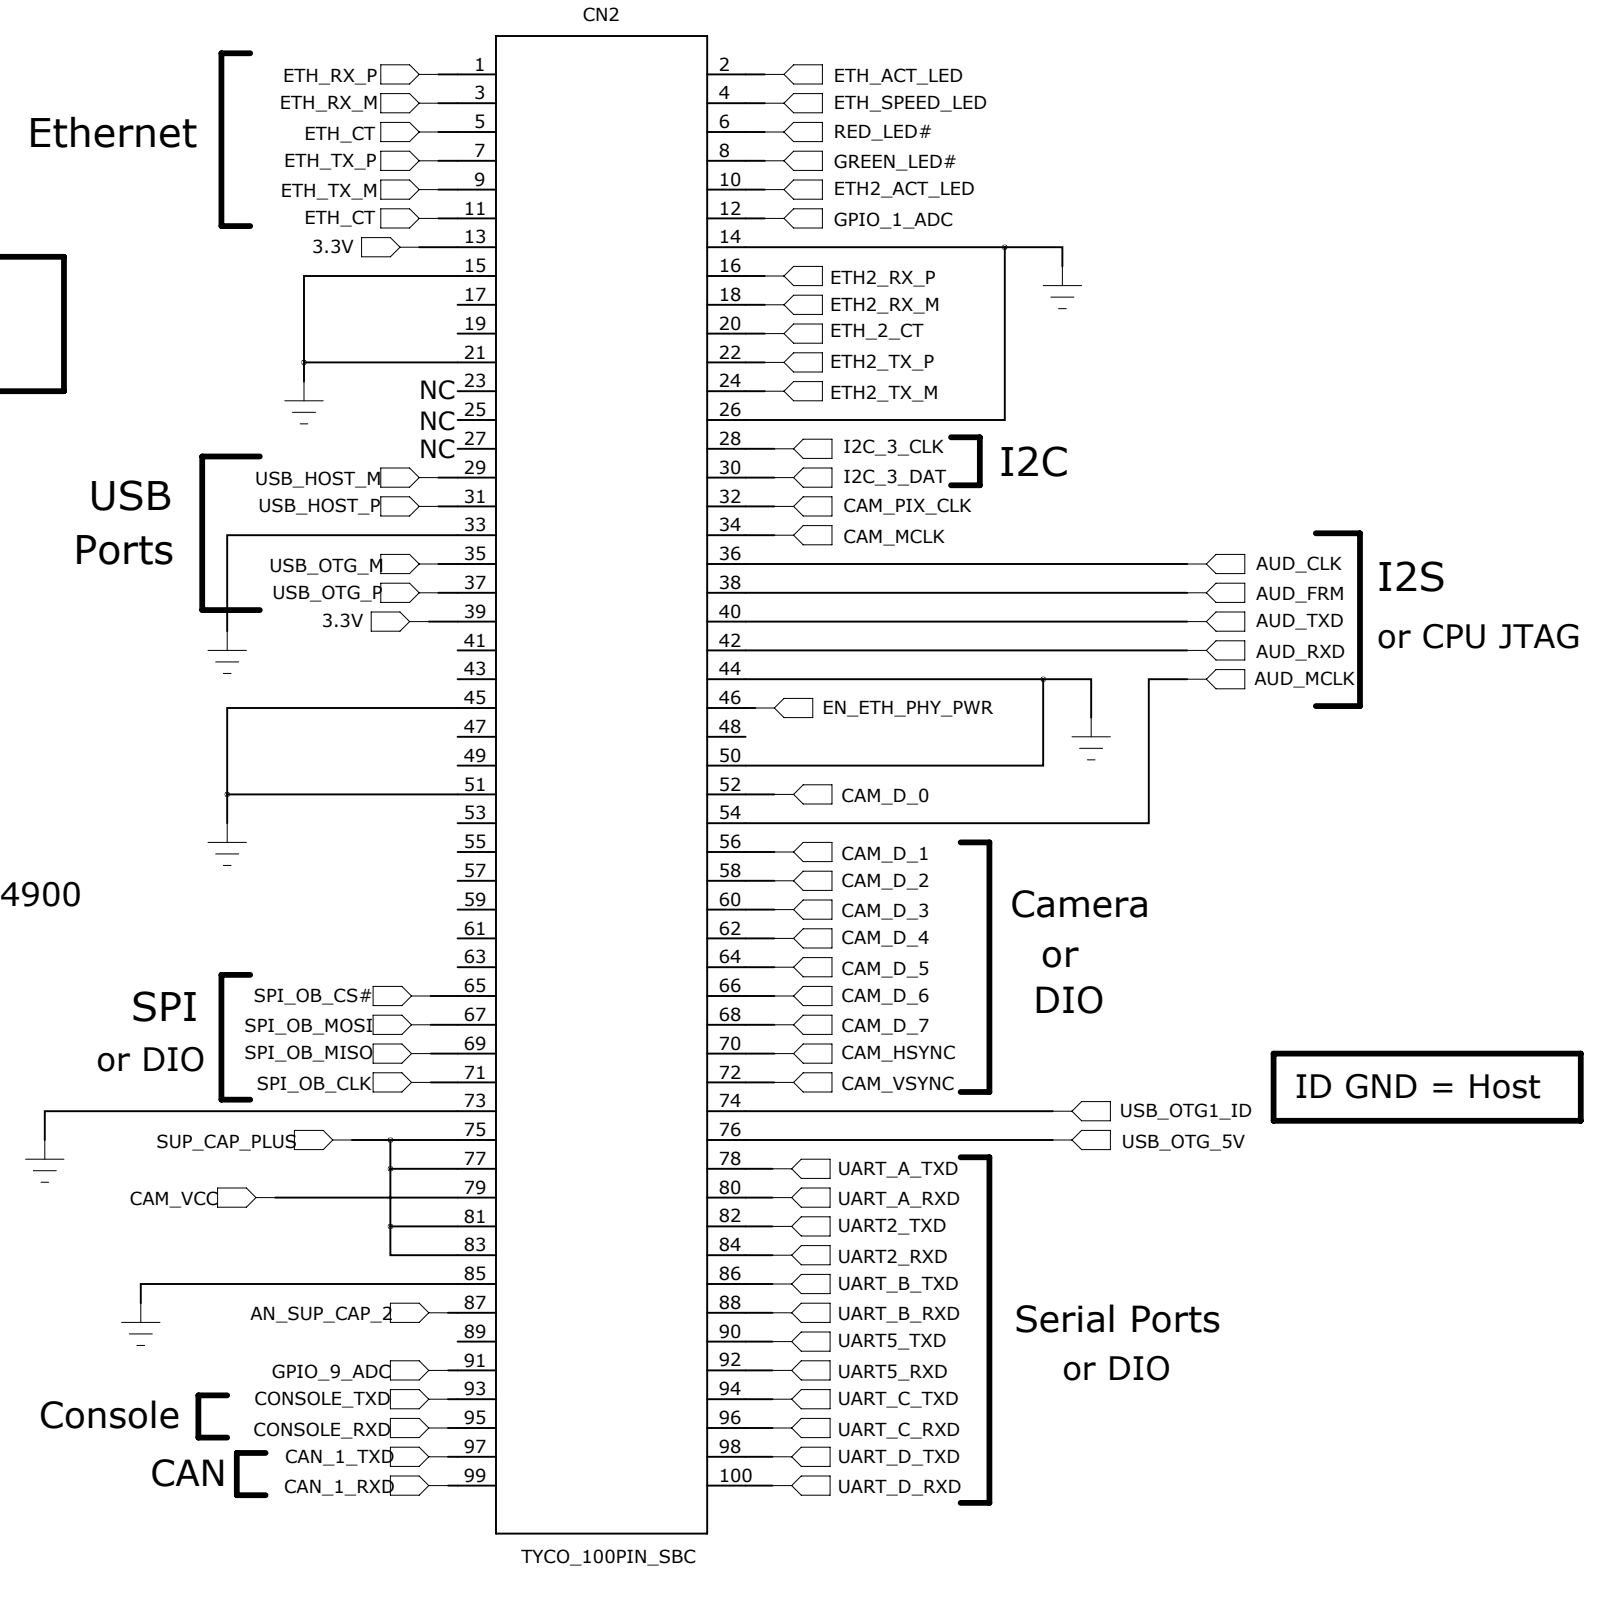 CN2
Ethernet
ETH_RX_P 1
ETH_RX_M 3
ETH_CT 5
ETH_TX_P 7
ETH_TX_M 9
ETH_CT 11
3.3V 13
15
17
19
21
NC 23
NC 25
NC 27
USB
Ports
USB_HOST_M 29
USB_HOST_P 31
33
USB_OTG_M 35
USB_OTG_P 37
3.3V 39
41
43
45
47
49
51
53
55
57
4900
59
61
63
SPI
or DIO
SPI_OB_CS# 65
SPI_OB_MOSI 67
SPI_OB_MISO 69
SPI_OB_CLK 71
73
SUP_CAP_PLUS 75
77
CAM_VCC 79
81
83
85
AN_SUP_CAP_2 87
89
GPIO_9_ADC 91
Console
CONSOLE_TXD 93
CONSOLE_RXD 95
CAN
CAN_1_TXD 97
CAN_1_RXD 99
2 ETH_ACT_LED
4 ETH_SPEED_LED
6 RED_LED#
8 GREEN_LED#
10 ETH2_ACT_LED
12 GPIO_1_ADC
14
16 ETH2_RX_P
18 ETH2_RX_M
20 ETH_2_CT
22 ETH2_TX_P
24 ETH2_TX_M
26
28 I2C_3_CLK
30 I2C_3_DAT
I2C
32 CAM_PIX_CLK
34 CAM_MCLK
36 AUD_CLK
38 AUD_FRM
40 AUD_TXD
42 AUD_RXD
44 AUD_MCLK
I2S
or CPU JTAG
46 EN_ETH_PHY_PWR
48
50
52 CAM_D_0
54
56 CAM_D_1
58 CAM_D_2
60 CAM_D_3
62 CAM_D_4
64 CAM_D_5
66 CAM_D_6
68 CAM_D_7
70 CAM_HSYNC
72 CAM_VSYNC
Camera
or
DIO
74 USB_OTG1_ID
76 USB_OTG_5V
ID GND = Host
78 UART_A_TXD
80 UART_A_RXD
82 UART2_TXD
84 UART2_RXD
86 UART_B_TXD
88 UART_B_RXD
90 UART5_TXD
92 UART5_RXD
94 UART_C_TXD
96 UART_C_RXD
98 UART_D_TXD
100 UART_D_RXD
Serial Ports
or DIO
TYCO_100PIN_SBC